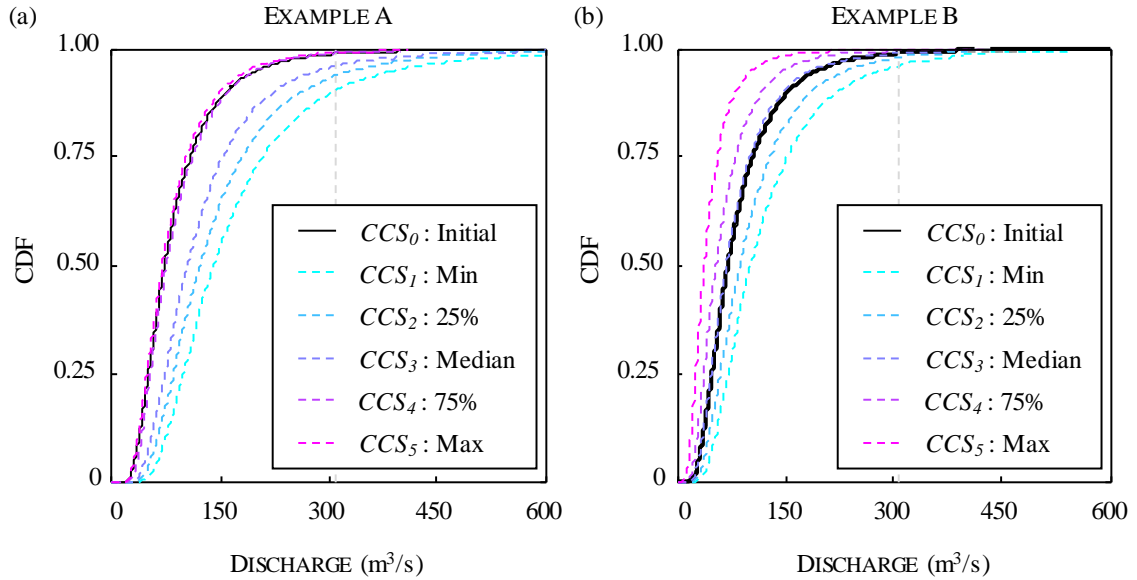 (a) EXAMPLE A
1.00
0.75
0.50
0.25
0
CDF
CCS0 : Initial
CCS1 : Min
CCS2 : 25%
CCS3 : Median
CCS4 : 75%
CCS5 : Max
0 150 300 450 600
DISCHARGE (m³/s)
(b) EXAMPLE B
1.00
0.75
0.50
0.25
0
CDF
CCS0 : Initial
CCS1 : Min
CCS2 : 25%
CCS3 : Median
CCS4 : 75%
CCS5 : Max
0 150 300 450 600
DISCHARGE (m³/s)